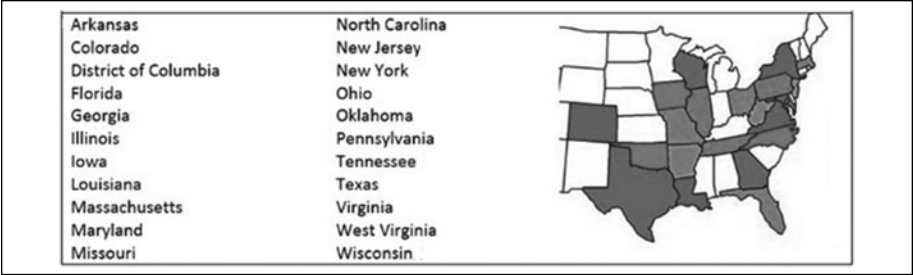 Arkansas
Colorado
District of Columbia
Florida
Georgia
Illinois
Iowa
Louisiana
Massachusetts
Maryland
Missouri
North Carolina
New Jersey
New York
Ohio
Oklahoma
Pennsylvania
Tennessee
Texas
Virginia
West Virginia
Wisconsin